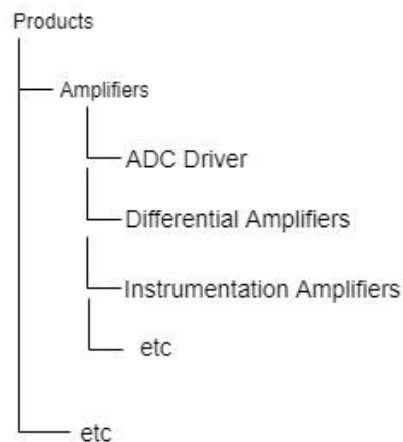 Products
Amplifiers
ADC Driver
Differential Amplifiers
Instrumentation Amplifiers
etc
etc